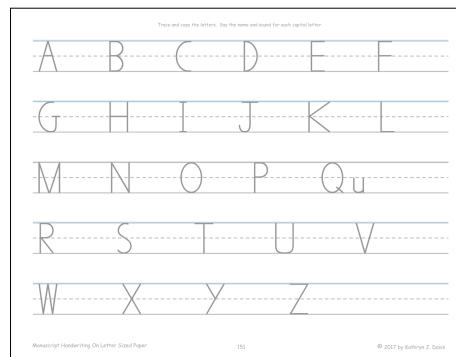 Trace and copy the letters. Say the name and sound for each capital letter.
A B C D E F
G H I J K L
M N O P Qu
R S T U V
W X Y Z
Manuscript Handwriting On Letter Sized Paper 151 © 2017 by Kathryn J. Davis